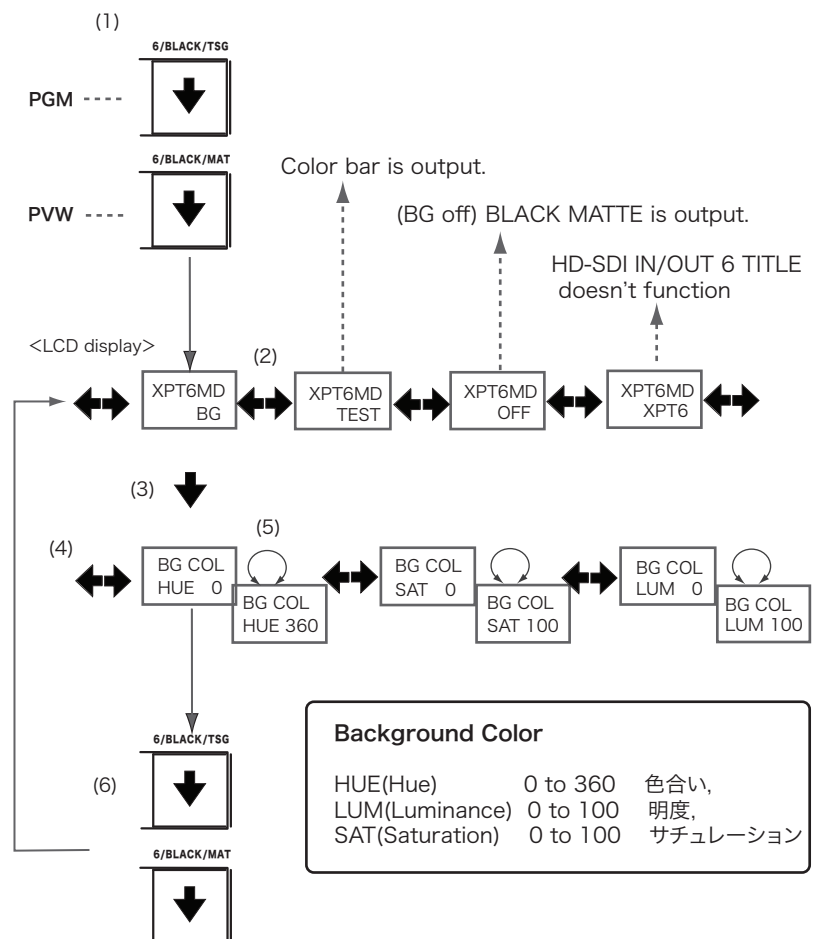 (1)
6/BLACK/TSG
PGM
6/BLACK/MAT
PVW
Color bar is output.
(BG off) BLACK MATTE is output.
HD-SDI IN/OUT 6 TITLE
doesn't function
<LCD display>
(2)
XPT6MD
BG
XPT6MD
TEST
XPT6MD
OFF
XPT6MD
XPT6
(3)
(4)
(5)
BG COL
HUE 0
BG COL
HUE 360
BG COL
SAT 0
BG COL
SAT 100
BG COL
LUM 0
BG COL
LUM 100
6/BLACK/TSG
(6)
6/BLACK/MAT
Background Color
HUE(Hue) 0 to 360 色合い,
LUM(Luminance) 0 to 100 明度,
SAT(Saturation) 0 to 100 サチュレーション